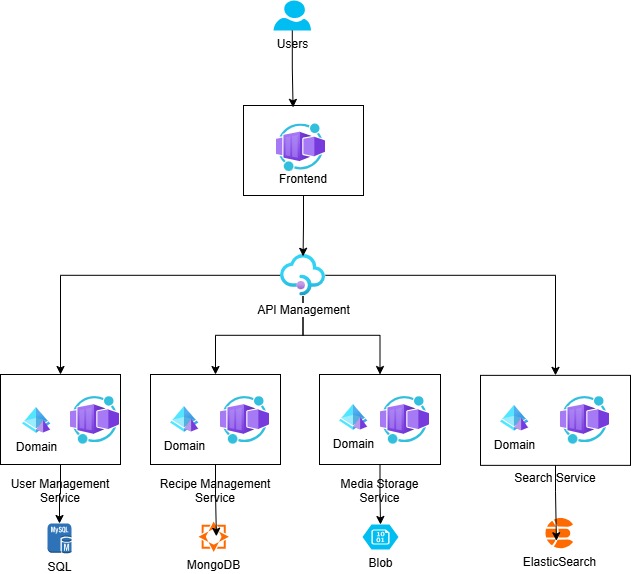 Users
Frontend
API Management
Domain
Domain
Domain
Domain
User Management
Service
Recipe Management
Service
Media Storage
Service
Search Service
MySQL
M
10
01
SQL
MongoDB
Blob
ElasticSearch